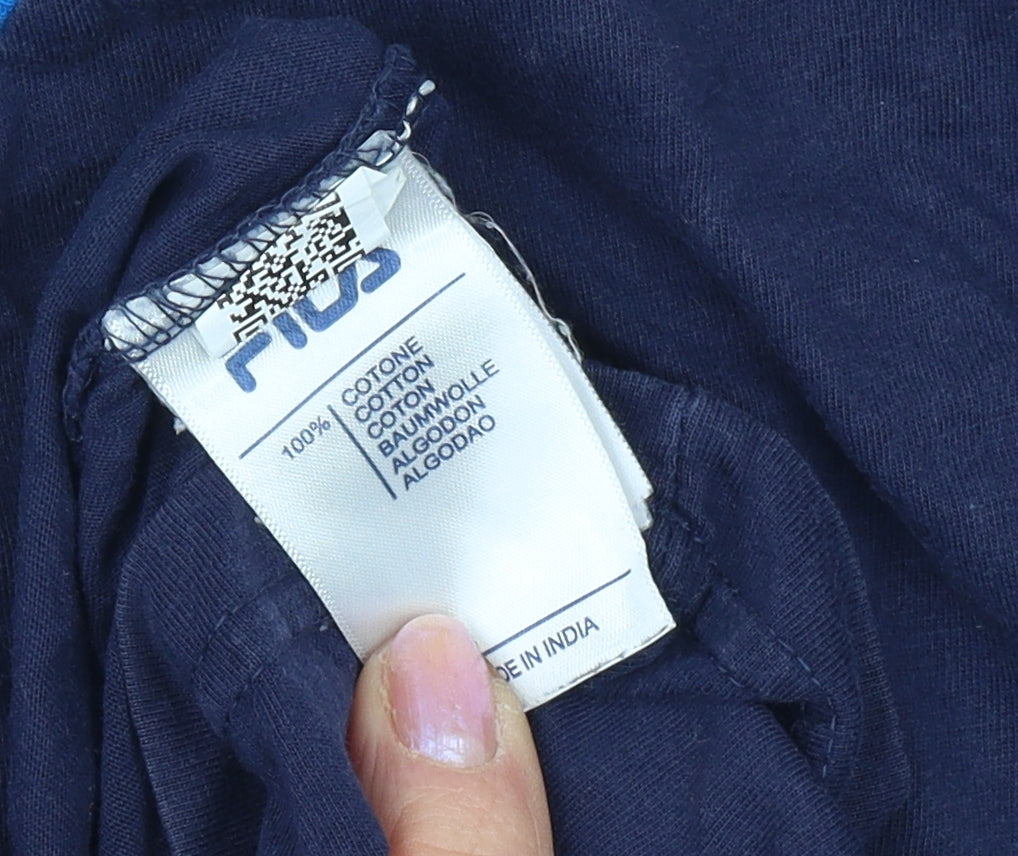 100%
COTONE
COTTON
COTON
BAUMWOLLE
ALGODON
ALGODAO
DE IN INDIA